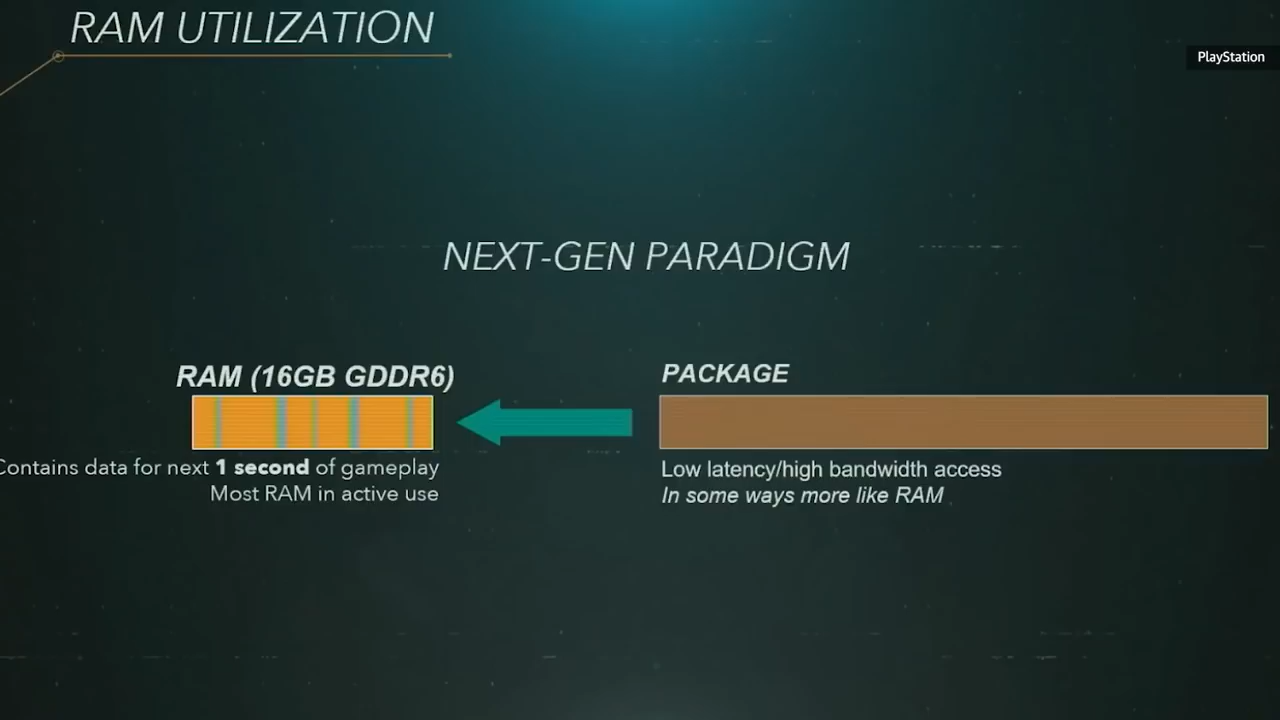 RAM UTILIZATION
PlayStation
NEXT-GEN PARADIGM
RAM (16GB GDDR6)
Contains data for next 1 second of gameplay
Most RAM in active use
PACKAGE
Low latency/high bandwidth access
In some ways more like RAM